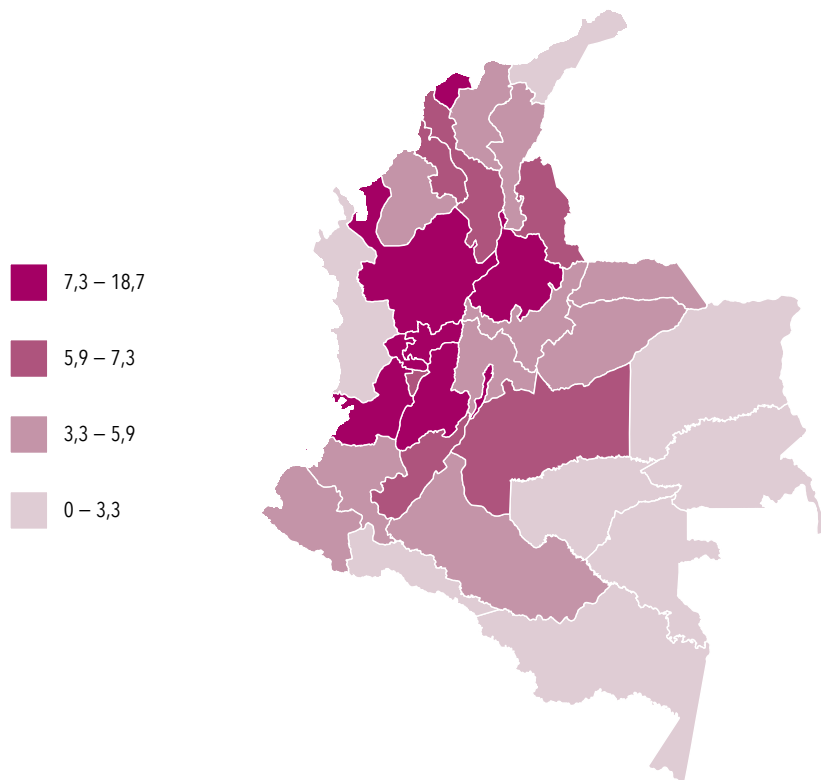 7,3 – 18,7
5,9 – 7,3
3,3 – 5,9
0 – 3,3